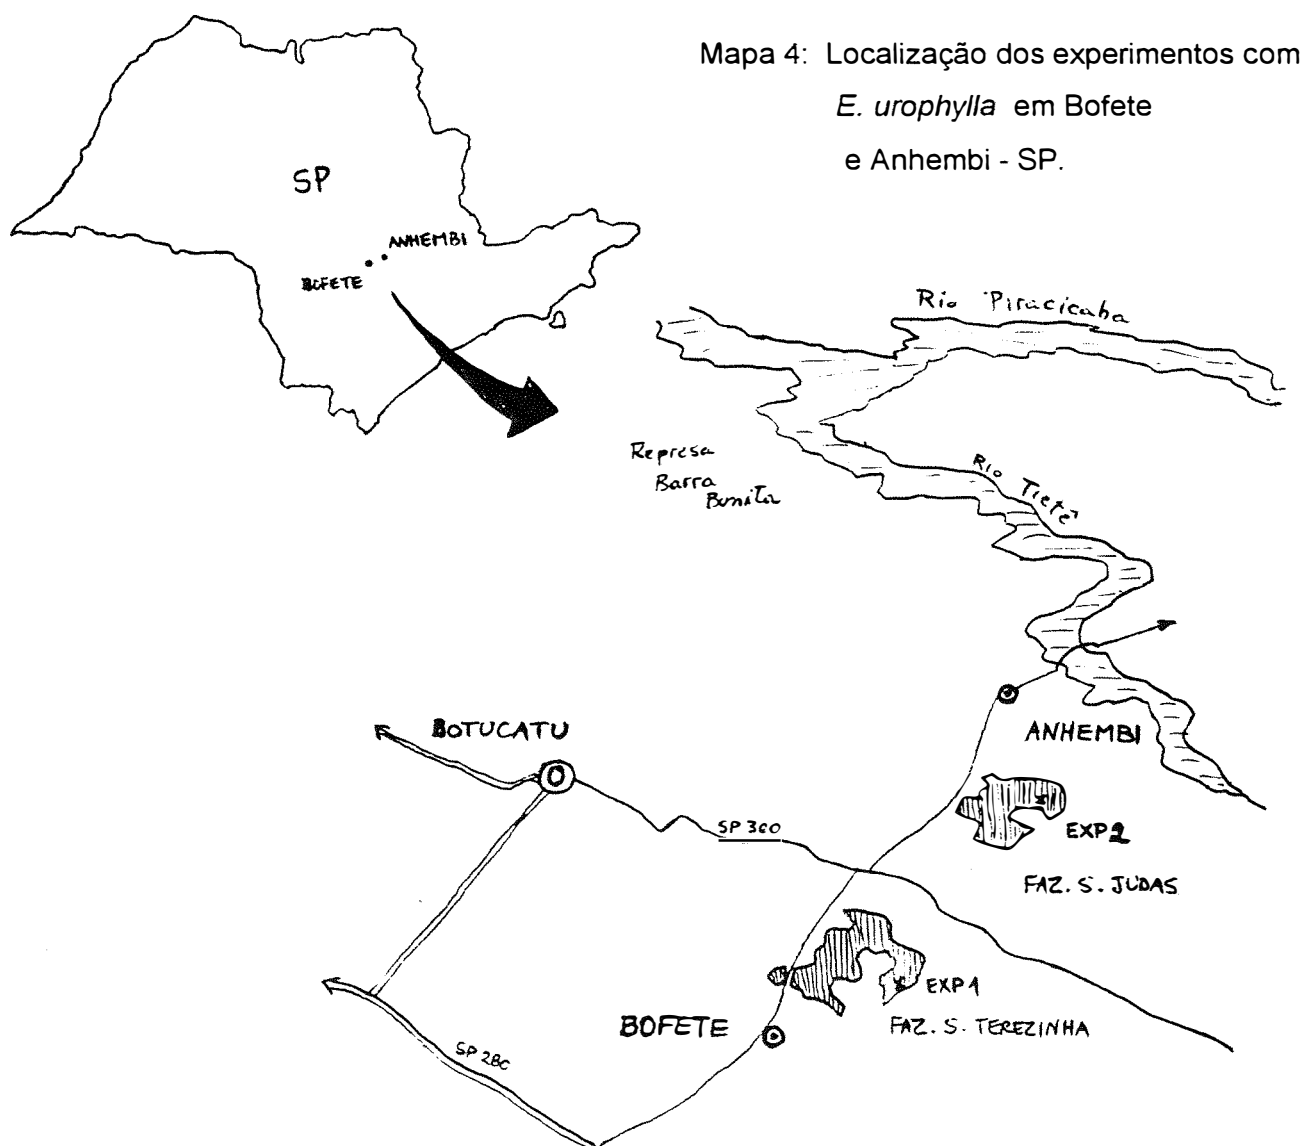 Mapa 4: Localização dos experimentos com
E. urophylla em Bofete
e Anhembi - SP.
SP
ANHEMBI
BOFETE
Rio Piracicaba
Represa
Barra
Bonita
Rio Tietê
BOTUCATU
ANHEMBI
SP 300
EXP 2
FAZ. S. JUDAS
EXP 1
BOFETE
FAZ. S. TEREZINHA
SP 280